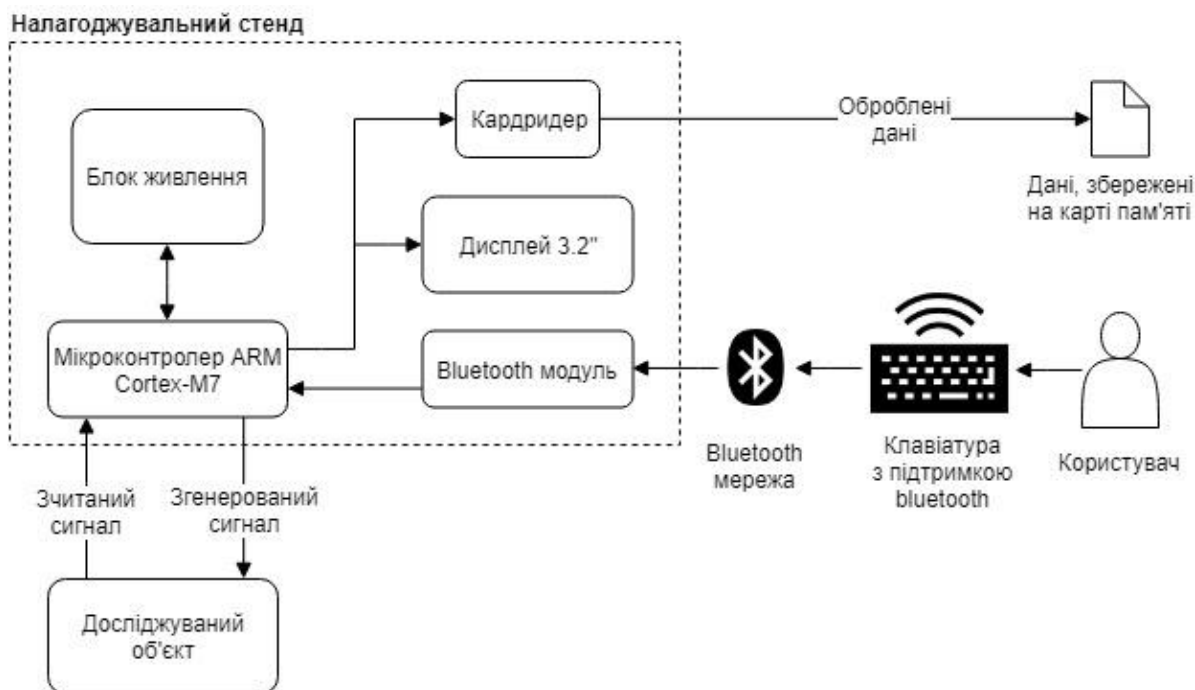 Налагоджувальний стенд
Кардридер
Оброблені
дані
Блок живлення
Дані, збережені
на карті пам'яті
Дисплей 3.2"
Мікроконтролер ARM
Cortex-M7
Bluetooth модуль
Bluetooth
мережа
Клавіатура
з підтримкою
bluetooth
Користувач
Зчитаний
сигнал
Згенерований
сигнал
Досліджуваний
об'єкт